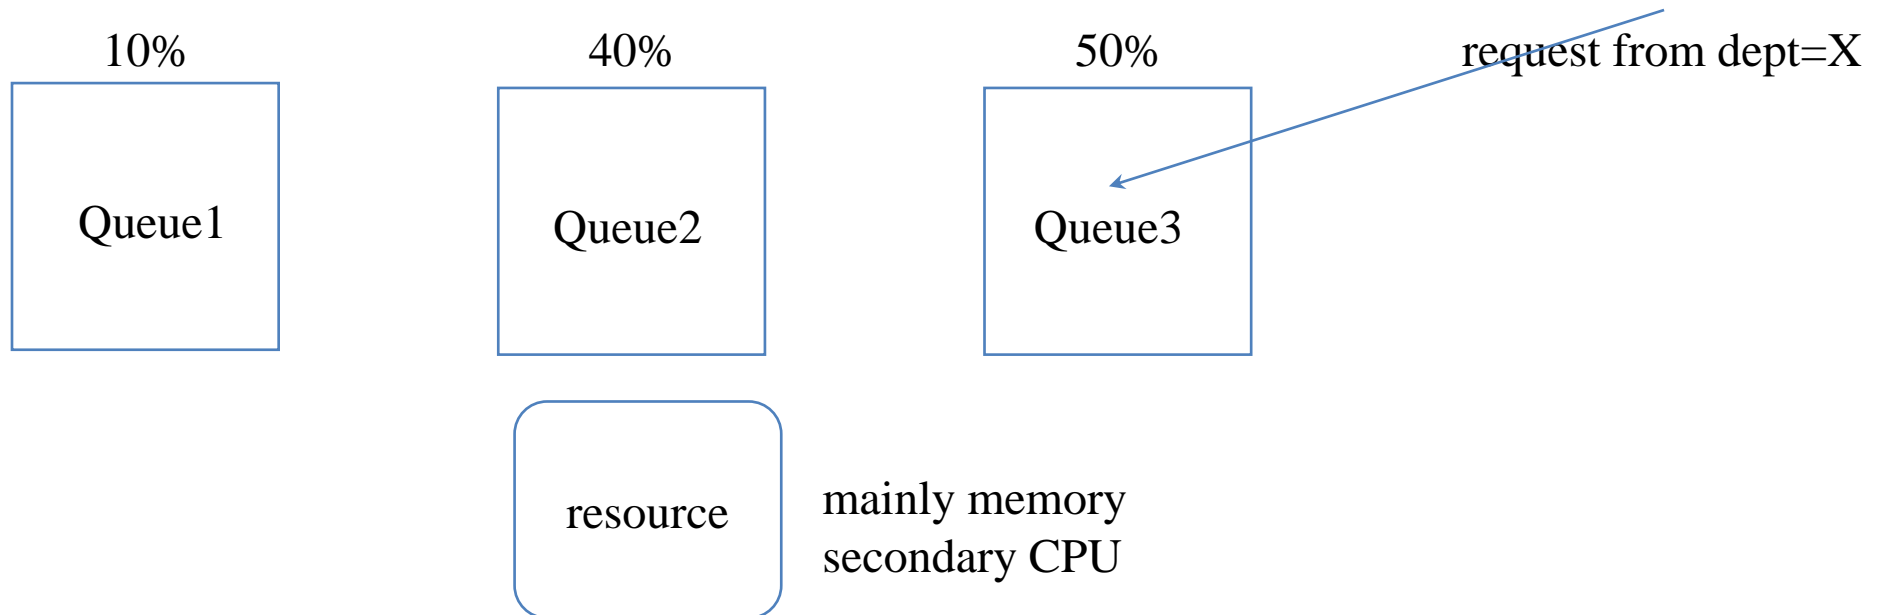 10%
40%
50%
request from dept=X
Queue1
Queue2
Queue3
resource
mainly memory
secondary CPU